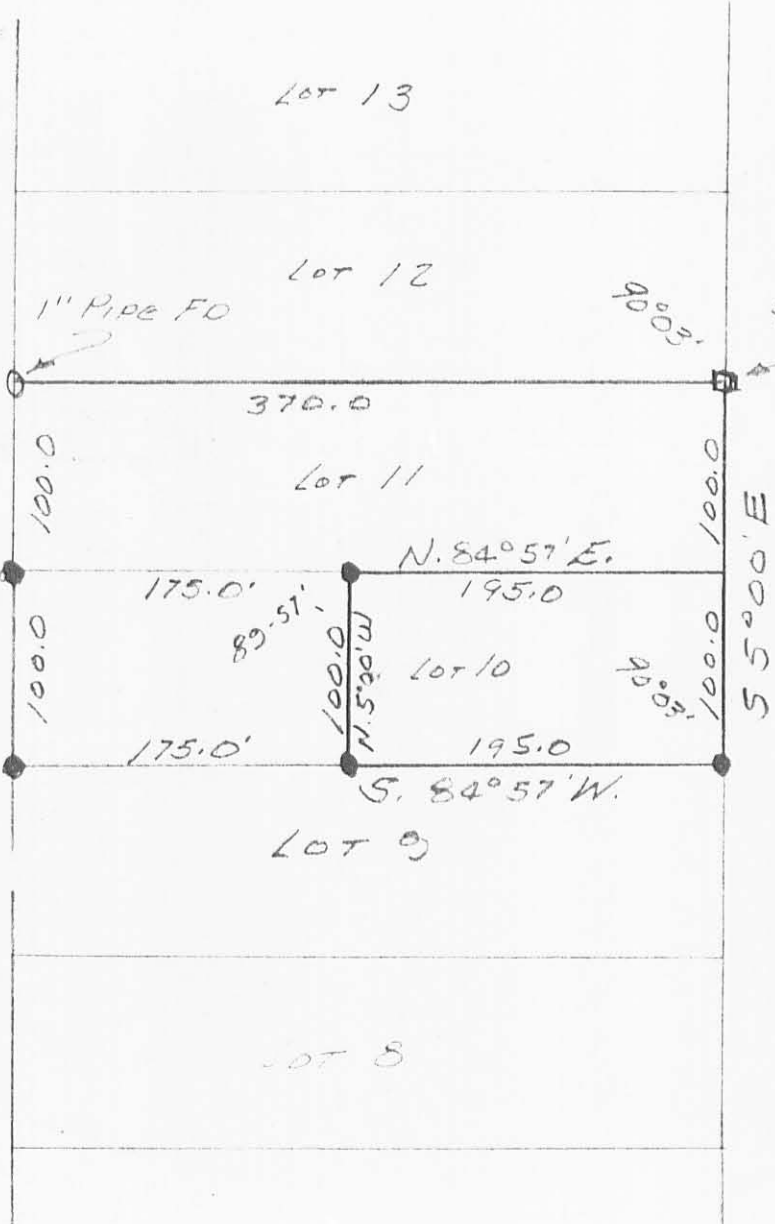 Lot 13
Lot 12
90°03'
1" Pipe FD
370.0
100.0
Lot 11
100.0
S 5°00' E
N. 84°57' E.
175.0'
195.0
89-57'
100.0
100.0
N. 5°00' W
Lot 10
90°03'
100.0
175.0'
195.0
S. 84°57' W.
LOT 9
OT 8